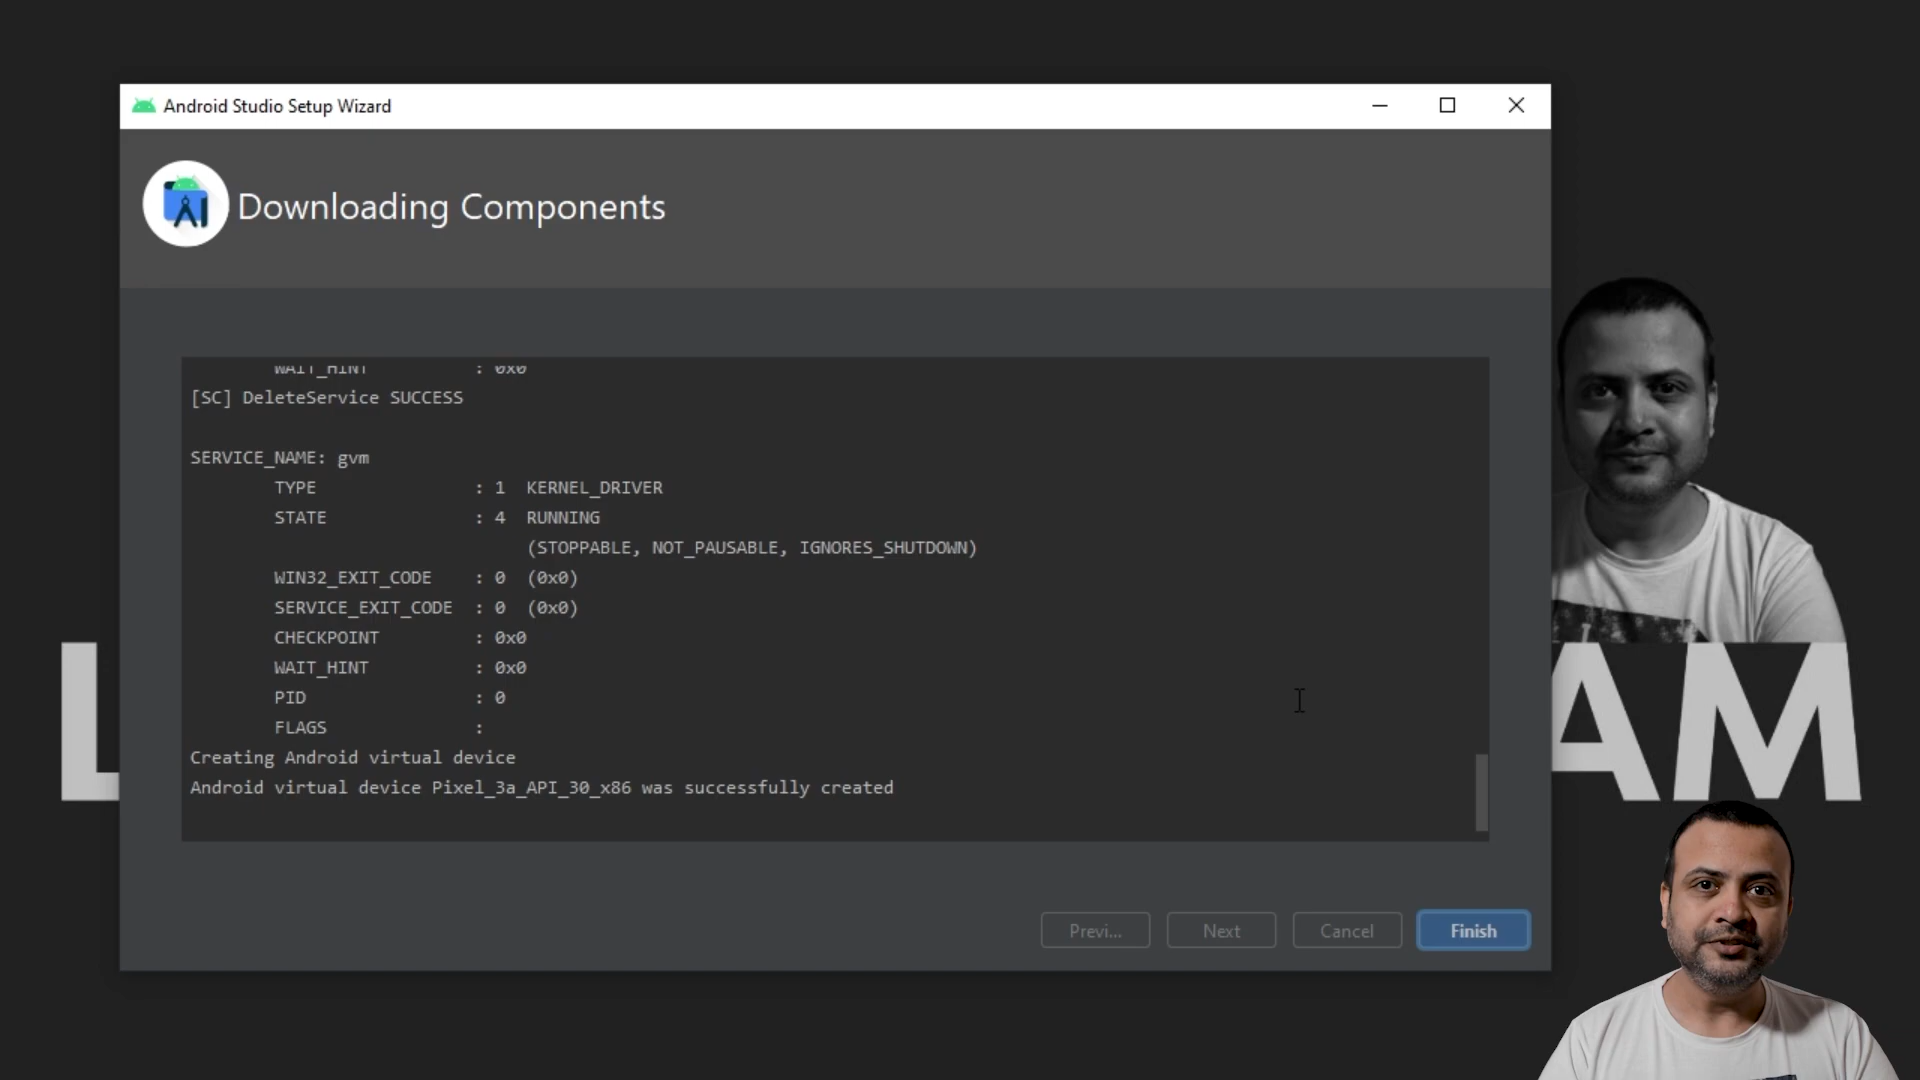 Android Studio Setup Wizard
Downloading Components
WAIT_HINT : 0x0
[SC] DeleteService SUCCESS
SERVICE_NAME: gvm
TYPE : 1 KERNEL_DRIVER
STATE : 4 RUNNING
(STOPPABLE, NOT_PAUSABLE, IGNORES_SHUTDOWN)
WIN32_EXIT_CODE : 0 (0x0)
SERVICE_EXIT_CODE : 0 (0x0)
CHECKPOINT : 0x0
WAIT_HINT : 0x0
PID : 0
FLAGS :
Creating Android virtual device
Android virtual device Pixel_3a_API_30_x86 was successfully created
L AM
Previ... Next Cancel Finish